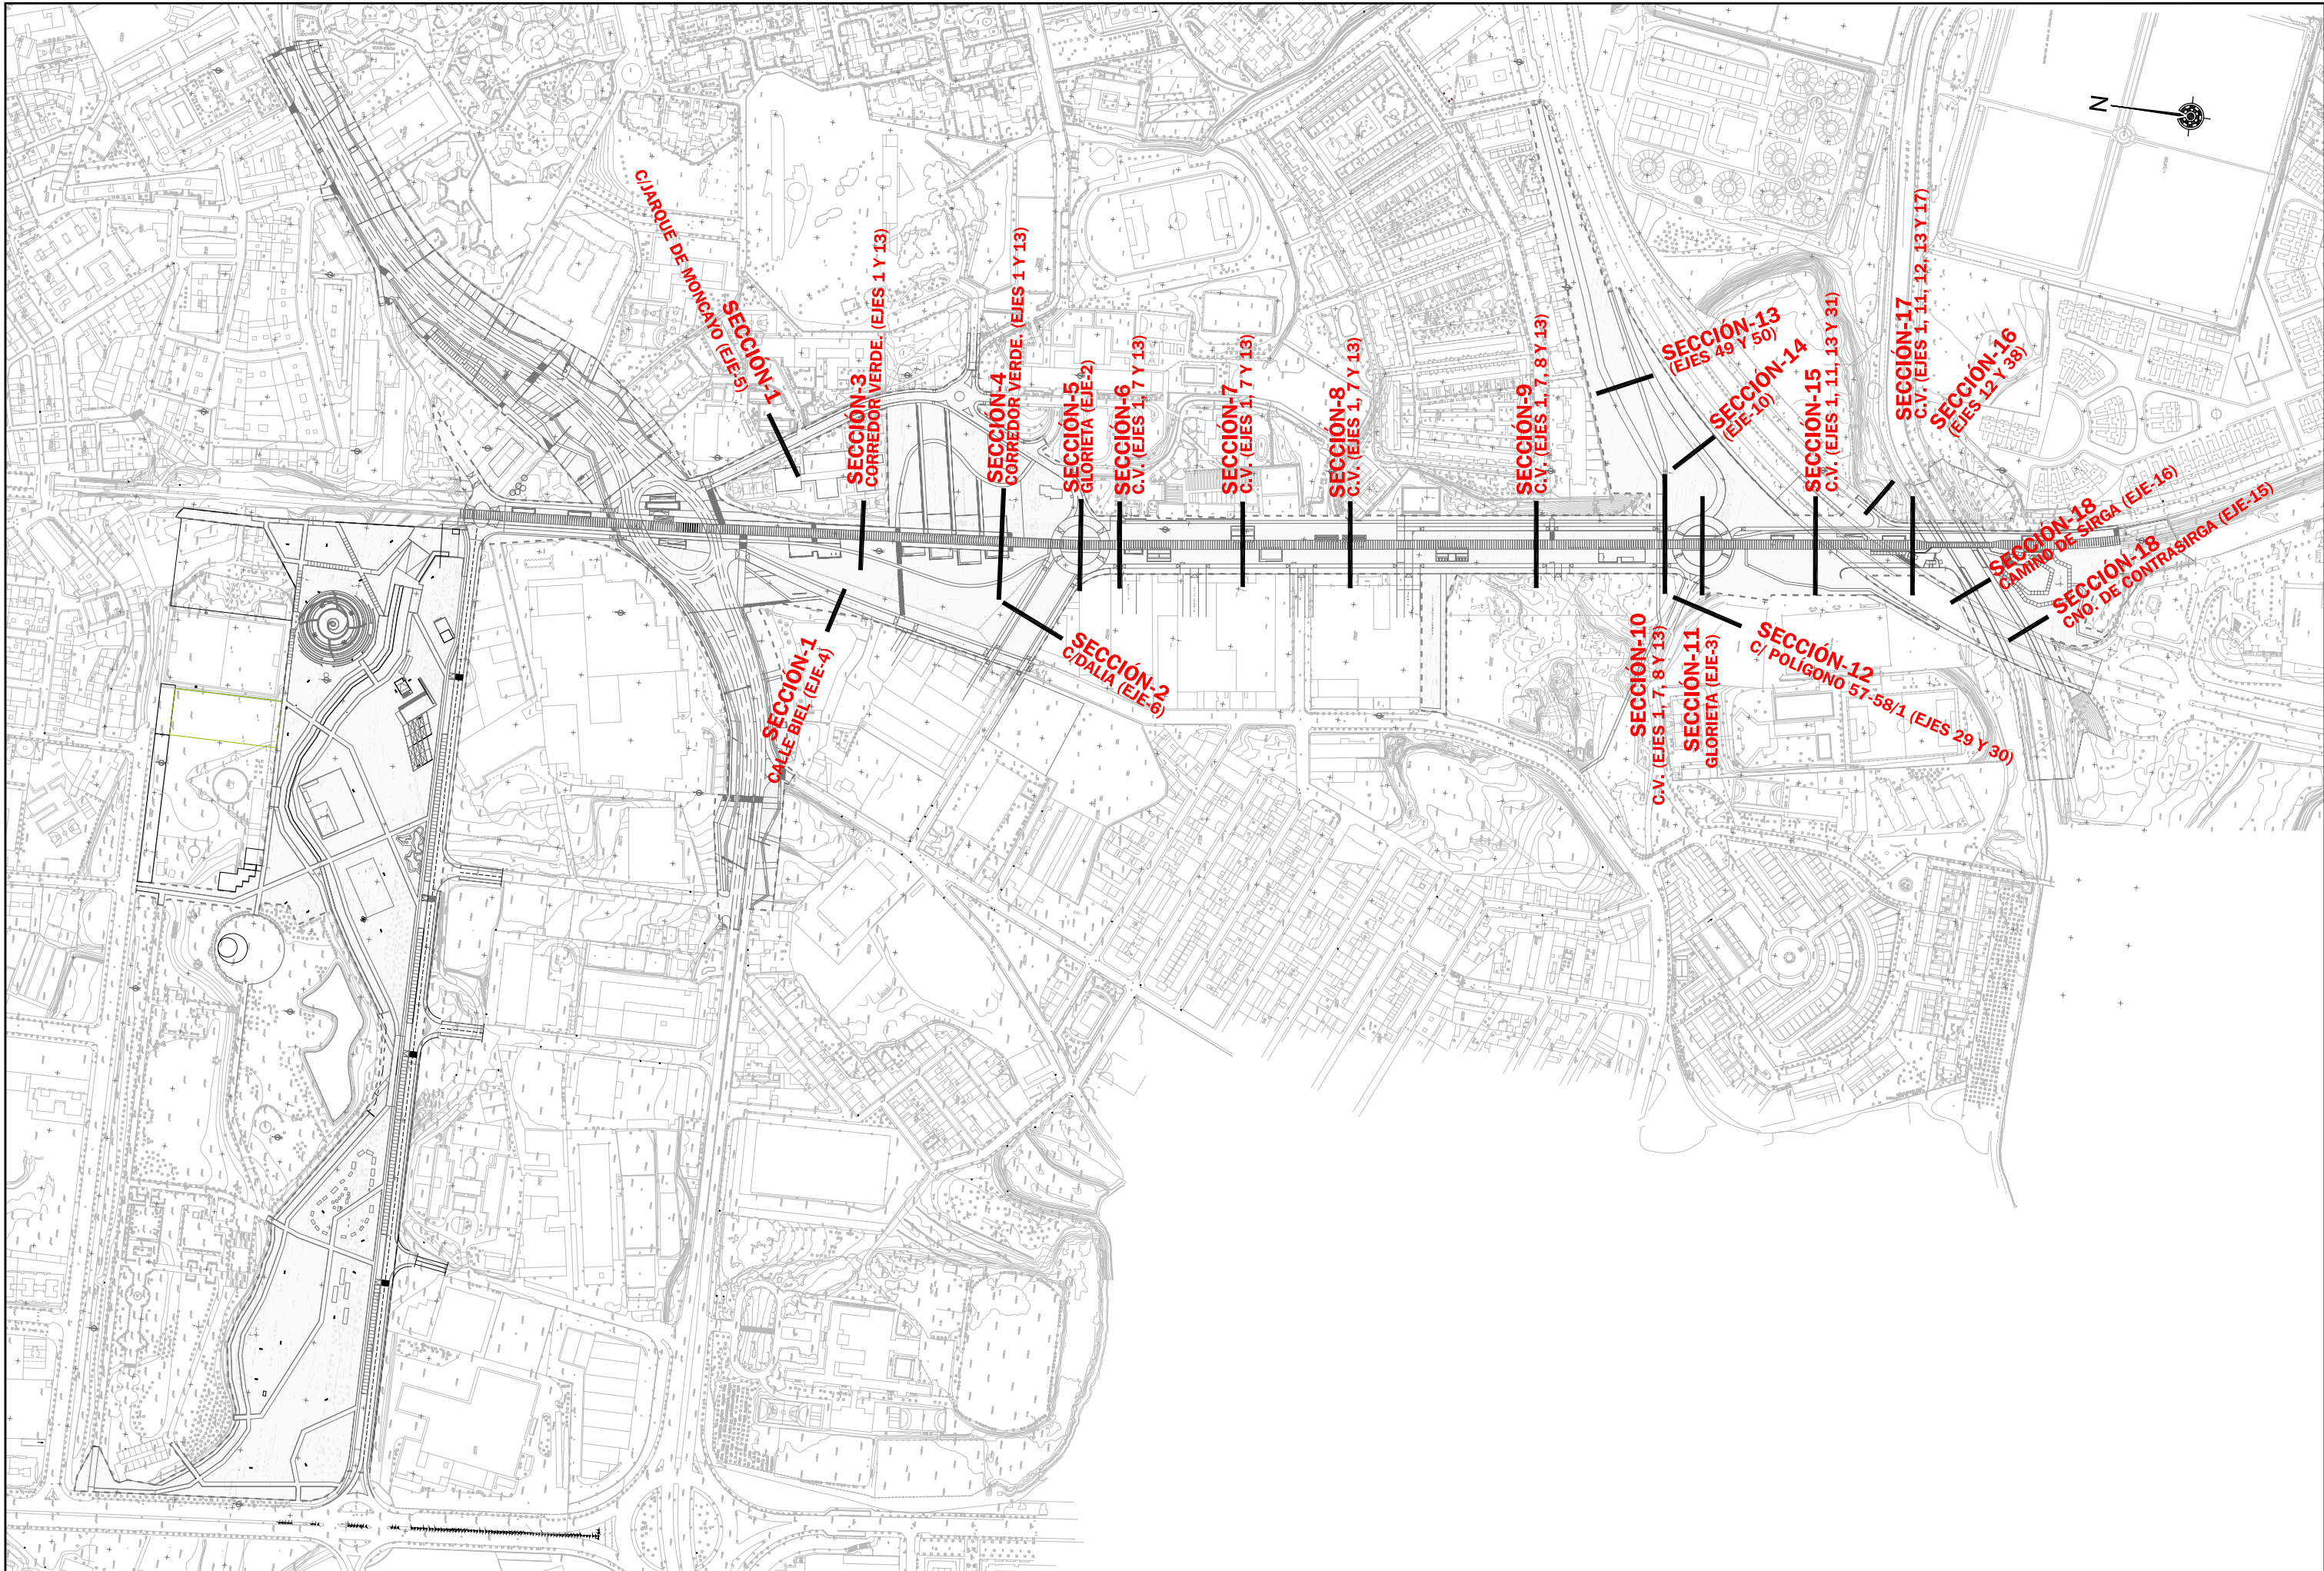 N
SECCIÓN-1
C/JARQUE DE MONCAYO (EJE-5)
SECCIÓN-3
CORREDOR VERDE. (EJES 1 Y 13)
SECCIÓN-4
CORREDOR VERDE. (EJES 1 Y 13)
SECCIÓN-5
GLORIETA (EJE-2)
SECCIÓN-6
C.V. (EJES 1, 7 Y 13)
SECCIÓN-7
C.V. (EJES 1, 7 Y 13)
SECCIÓN-8
C.V. (EJES 1, 7 Y 13)
SECCIÓN-9
C.V. (EJES 1, 7, 8 Y 13)
SECCIÓN-13
(EJES 49 Y 50)
SECCIÓN-14
(EJE-10)
SECCIÓN-15
C.V. (EJES 1, 11, 13 Y 31)
SECCIÓN-17
C.V. (EJES 1, 11, 12, 13 Y 17)
SECCIÓN-16
(EJES 12 Y 38)
SECCIÓN-18
CAMINO DE SIRGA (EJE-16)
SECCIÓN-18
CNO. DE CONTRASIRGA (EJE-15)
SECCIÓN-1
CALLE BIEL (EJE-4)
SECCIÓN-2
C/DALIA (EJE-6)
SECCIÓN-10
C.V. (EJES 1, 7, 8 Y 13)
SECCIÓN-11
GLORIETA (EJE-3)
SECCIÓN-12
C/ POLÍGONO 57-58/1 (EJES 29 Y 30)